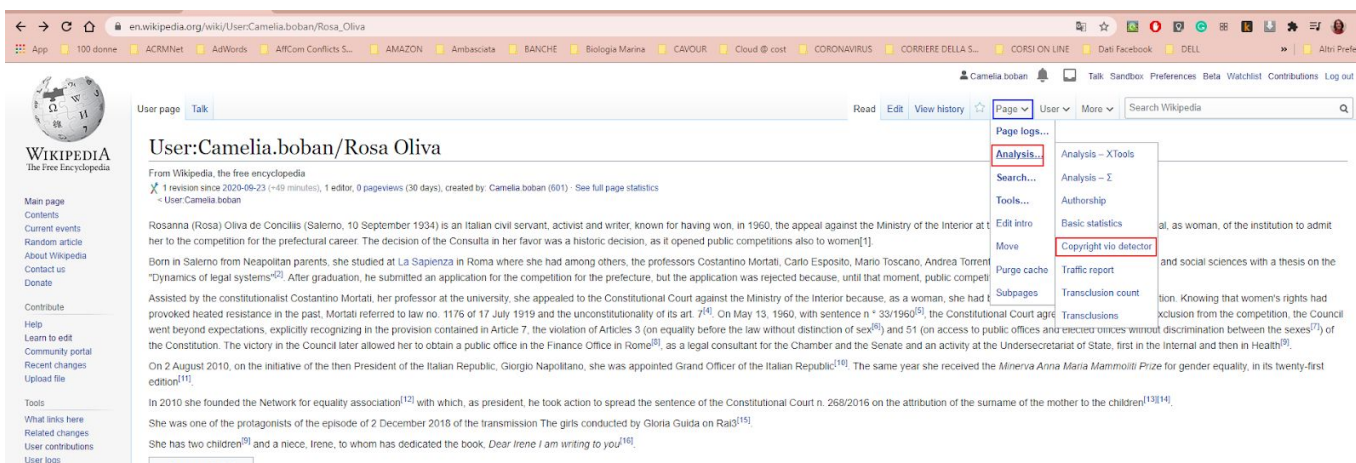 en.wikipedia.org/wiki/User:Camelia.boban/Rosa_Oliva
App 100 donne ACRMNet AdWords AffCom Conflicts S... AMAZON Ambasciata BANCHE Biologia Marina CAVOUR Cloud @ cost CORONAVIRUS CORRIERE DELLA S... CORSI ON LINE Dati Facebook DELL » Altri Prefe
Camelia.boban Talk Sandbox Preferences Beta Watchlist Contributions Log out
User page Talk Read Edit View history Page User More Search Wikipedia
WIKIPEDIA
The Free Encyclopedia
Main page
Contents
Current events
Random article
About Wikipedia
Contact us
Donate
Contribute
Help
Learn to edit
Community portal
Recent changes
Upload file
Tools
What links here
Related changes
User contributions
User logs
Page logs...
Analysis...
Search...
Tools...
Edit intro
Move
Purge cache
Subpages
Analysis – XTools
Analysis – Σ
Authorship
Basic statistics
Copyright vio detector
Traffic report
Transclusion count
Transclusions
User:Camelia.boban/Rosa Oliva
From Wikipedia, the free encyclopedia
1 revision since 2020-09-23 (+49 minutes), 1 editor, 0 pageviews (30 days), created by: Camelia.boban (601) · See full page statistics
< User:Camelia.boban
Rosanna (Rosa) Oliva de Conciliis (Salerno, 10 September 1934) is an Italian civil servant, activist and writer, known for having won, in 1960, the appeal against the Ministry of the Interior at t al, as woman, of the institution to admit
her to the competition for the prefectural career. The decision of the Consulta in her favor was a historic decision, as it opened public competitions also to women[1].
Born in Salerno from Neapolitan parents, she studied at La Sapienza in Roma where she had among others, the professors Costantino Mortati, Carlo Esposito, Mario Toscano, Andrea Torrent and social sciences with a thesis on the
"Dynamics of legal systems"[2]. After graduation, he submitted an application for the competition for the prefecture, but the application was rejected because, until that moment, public competi
Assisted by the constitutionalist Costantino Mortati, her professor at the university, she appealed to the Constitutional Court against the Ministry of the Interior because, as a woman, she had b tion. Knowing that women's rights had
provoked heated resistance in the past, Mortati referred to law no. 1176 of 17 July 1919 and the unconstitutionality of its art. 7[4]. On May 13, 1960, with sentence n ° 33/1960[5], the Constitutional Court agre xclusion from the competition, the Council
went beyond expectations, explicitly recognizing in the provision contained in Article 7, the violation of Articles 3 (on equality before the law without distinction of sex[6]) and 51 (on access to public offices and elected offices without discrimination between the sexes[7]) of
the Constitution. The victory in the Council later allowed her to obtain a public office in the Finance Office in Rome[8], as a legal consultant for the Chamber and the Senate and an activity at the Undersecretariat of State, first in the Internal and then in Health[9].
On 2 August 2010, on the initiative of the then President of the Italian Republic, Giorgio Napolitano, she was appointed Grand Officer of the Italian Republic[10]. The same year she received the Minerva Anna Maria Mammoliti Prize for gender equality, in its twenty-first
edition[11].
In 2010 she founded the Network for equality association[12] with which, as president, he took action to spread the sentence of the Constitutional Court n. 268/2016 on the attribution of the surname of the mother to the children[13][14].
She was one of the protagonists of the episode of 2 December 2018 of the transmission The girls conducted by Gloria Guida on Rai3[15].
She has two children[9] and a niece, Irene, to whom has dedicated the book, Dear Irene I am writing to you[16].